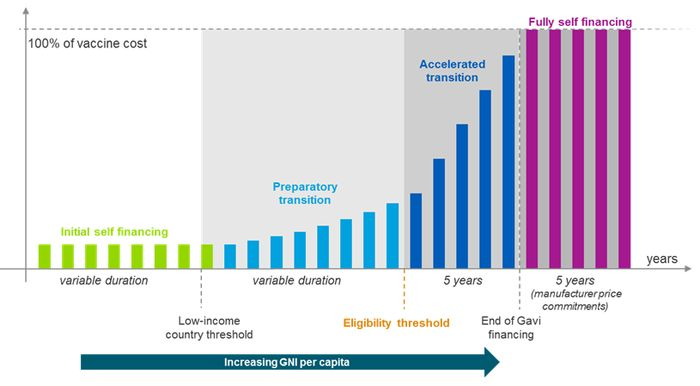 Fully self financing
100% of vaccine cost
Accelerated
transition
Preparatory
transition
Initial self financing
years
variable duration
variable duration
5 years
5 years
(manufacturer price
commitments)
Low-income
country threshold
Eligibility threshold
End of Gavi
financing
Increasing GNI per capita